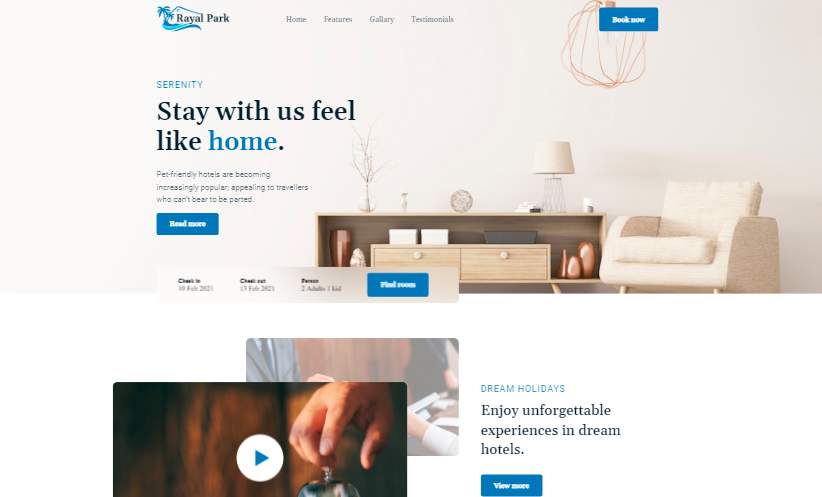 Rayal Park
Home Features Gallary Testimonials
Book now
SERENITY
Stay with us feel
like home.
Pet-friendly hotels are becoming
increasingly popular; appealing to travellers
who can't bear to be parted.
Read more
Check in Check out Person
10 Feb 2021 13 Feb 2021 2 Adults 1 kid
Find room
DREAM HOLIDAYS
Enjoy unforgettable
experiences in dream
hotels.
View more